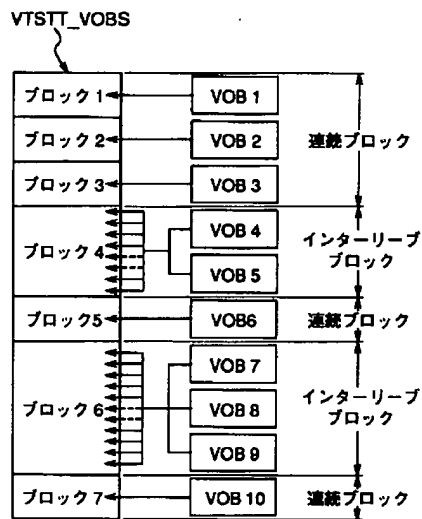 VTSTT_VOBS
ブロック1
VOB 1
ブロック2
VOB 2
連続ブロック
ブロック3
VOB 3
ブロック4
VOB 4
VOB 5
インターリーブ
ブロック
ブロック5
VOB6
連続ブロック
ブロック6
VOB 7
VOB 8
VOB 9
インターリーブ
ブロック
ブロック7
VOB 10
連続ブロック